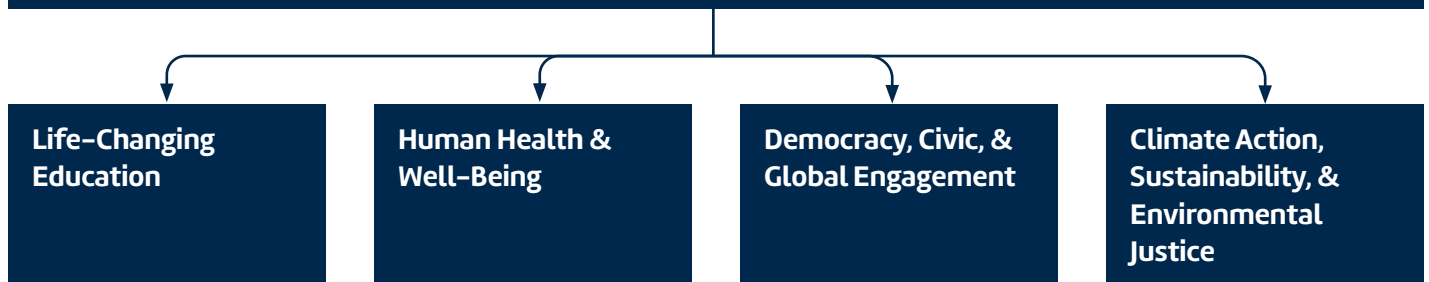 Life-Changing
Education
Human Health &
Well-Being
Democracy, Civic, &
Global Engagement
Climate Action,
Sustainability, &
Environmental
Justice